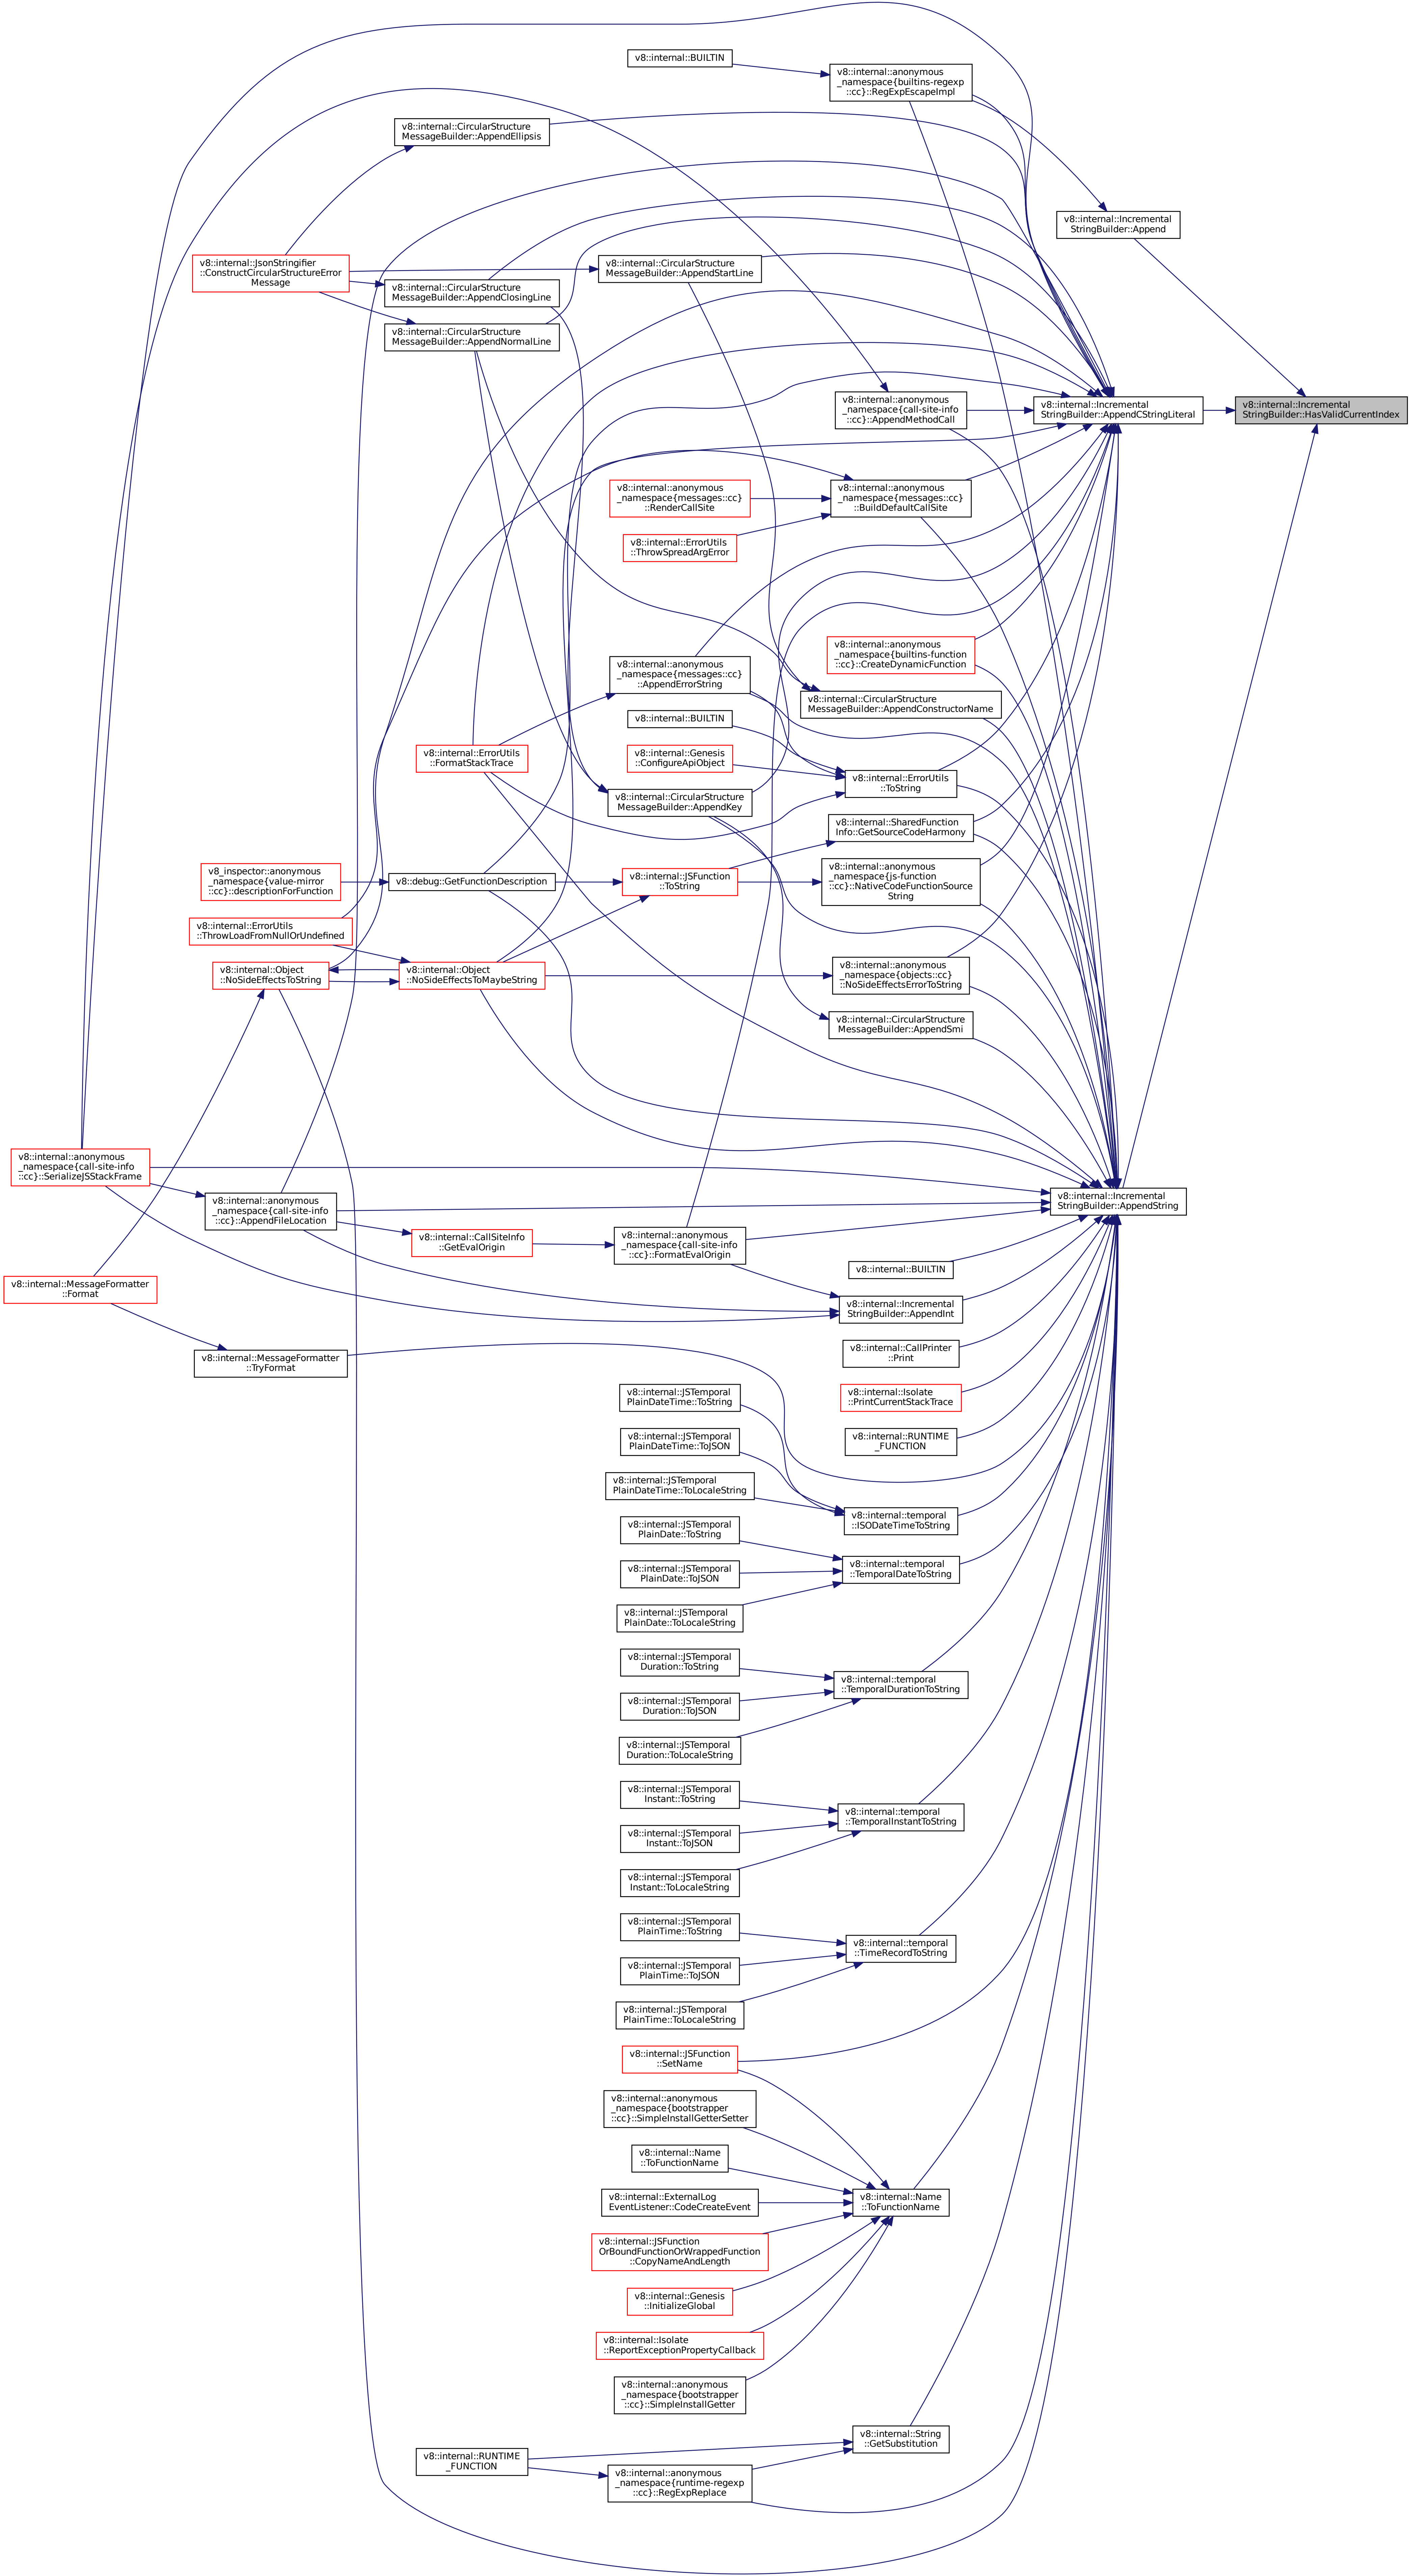 v8::internal::BUILTIN
v8::internal::anonymous
_namespace{builtins-regexp
::cc}::RegExpEscapeImpl
v8::internal::CircularStructure
MessageBuilder::AppendEllipsis
v8::internal::Incremental
StringBuilder::Append
v8::internal::JsonStringifier
::ConstructCircularStructureError
Message
v8::internal::CircularStructure
MessageBuilder::AppendStartLine
v8::internal::CircularStructure
MessageBuilder::AppendClosingLine
v8::internal::CircularStructure
MessageBuilder::AppendNormalLine
v8::internal::anonymous
_namespace{call-site-info
::cc}::AppendMethodCall
v8::internal::Incremental
StringBuilder::AppendCStringLiteral
v8::internal::Incremental
StringBuilder::HasValidCurrentIndex
v8::internal::anonymous
_namespace{messages::cc}
::RenderCallSite
v8::internal::anonymous
_namespace{messages::cc}
::BuildDefaultCallSite
v8::internal::ErrorUtils
::ThrowSpreadArgError
v8::internal::anonymous
_namespace{builtins-function
::cc}::CreateDynamicFunction
v8::internal::anonymous
_namespace{messages::cc}
::AppendErrorString
v8::internal::CircularStructure
MessageBuilder::AppendConstructorName
v8::internal::BUILTIN
v8::internal::ErrorUtils
::FormatStackTrace
v8::internal::Genesis
::ConfigureApiObject
v8::internal::ErrorUtils
::ToString
v8::internal::CircularStructure
MessageBuilder::AppendKey
v8::internal::SharedFunction
Info::GetSourceCodeHarmony
v8_inspector::anonymous
_namespace{value-mirror
::cc}::descriptionForFunction
v8::debug::GetFunctionDescription
v8::internal::JSFunction
::ToString
v8::internal::anonymous
_namespace{js-function
::cc}::NativeCodeFunctionSource
String
v8::internal::ErrorUtils
::ThrowLoadFromNullOrUndefined
v8::internal::Object
::NoSideEffectsToString
v8::internal::Object
::NoSideEffectsToMaybeString
v8::internal::anonymous
_namespace{objects::cc}
::NoSideEffectsErrorToString
v8::internal::CircularStructure
MessageBuilder::AppendSmi
v8::internal::anonymous
_namespace{call-site-info
::cc}::SerializeJSStackFrame
v8::internal::anonymous
_namespace{call-site-info
::cc}::AppendFileLocation
v8::internal::Incremental
StringBuilder::AppendString
v8::internal::CallSiteInfo
::GetEvalOrigin
v8::internal::anonymous
_namespace{call-site-info
::cc}::FormatEvalOrigin
v8::internal::BUILTIN
v8::internal::MessageFormatter
::Format
v8::internal::Incremental
StringBuilder::AppendInt
v8::internal::MessageFormatter
::TryFormat
v8::internal::CallPrinter
::Print
v8::internal::Isolate
::PrintCurrentStackTrace
v8::internal::JSTemporal
PlainDateTime::ToString
v8::internal::RUNTIME
_FUNCTION
v8::internal::JSTemporal
PlainDateTime::ToJSON
v8::internal::JSTemporal
PlainDateTime::ToLocaleString
v8::internal::temporal
::ISODateTimeToString
v8::internal::JSTemporal
PlainDate::ToString
v8::internal::JSTemporal
PlainDate::ToJSON
v8::internal::temporal
::TemporalDateToString
v8::internal::JSTemporal
PlainDate::ToLocaleString
v8::internal::JSTemporal
Duration::ToString
v8::internal::temporal
::TemporalDurationToString
v8::internal::JSTemporal
Duration::ToJSON
v8::internal::JSTemporal
Duration::ToLocaleString
v8::internal::JSTemporal
Instant::ToString
v8::internal::temporal
::TemporalInstantToString
v8::internal::JSTemporal
Instant::ToJSON
v8::internal::JSTemporal
Instant::ToLocaleString
v8::internal::JSTemporal
PlainTime::ToString
v8::internal::temporal
::TimeRecordToString
v8::internal::JSTemporal
PlainTime::ToJSON
v8::internal::JSTemporal
PlainTime::ToLocaleString
v8::internal::JSFunction
::SetName
v8::internal::anonymous
_namespace{bootstrapper
::cc}::SimpleInstallGetterSetter
v8::internal::Name
::ToFunctionName
v8::internal::ExternalLog
EventListener::CodeCreateEvent
v8::internal::Name
::ToFunctionName
v8::internal::JSFunction
OrBoundFunctionOrWrappedFunction
::CopyNameAndLength
v8::internal::Genesis
::InitializeGlobal
v8::internal::Isolate
::ReportExceptionPropertyCallback
v8::internal::anonymous
_namespace{bootstrapper
::cc}::SimpleInstallGetter
v8::internal::String
::GetSubstitution
v8::internal::RUNTIME
_FUNCTION
v8::internal::anonymous
_namespace{runtime-regexp
::cc}::RegExpReplace